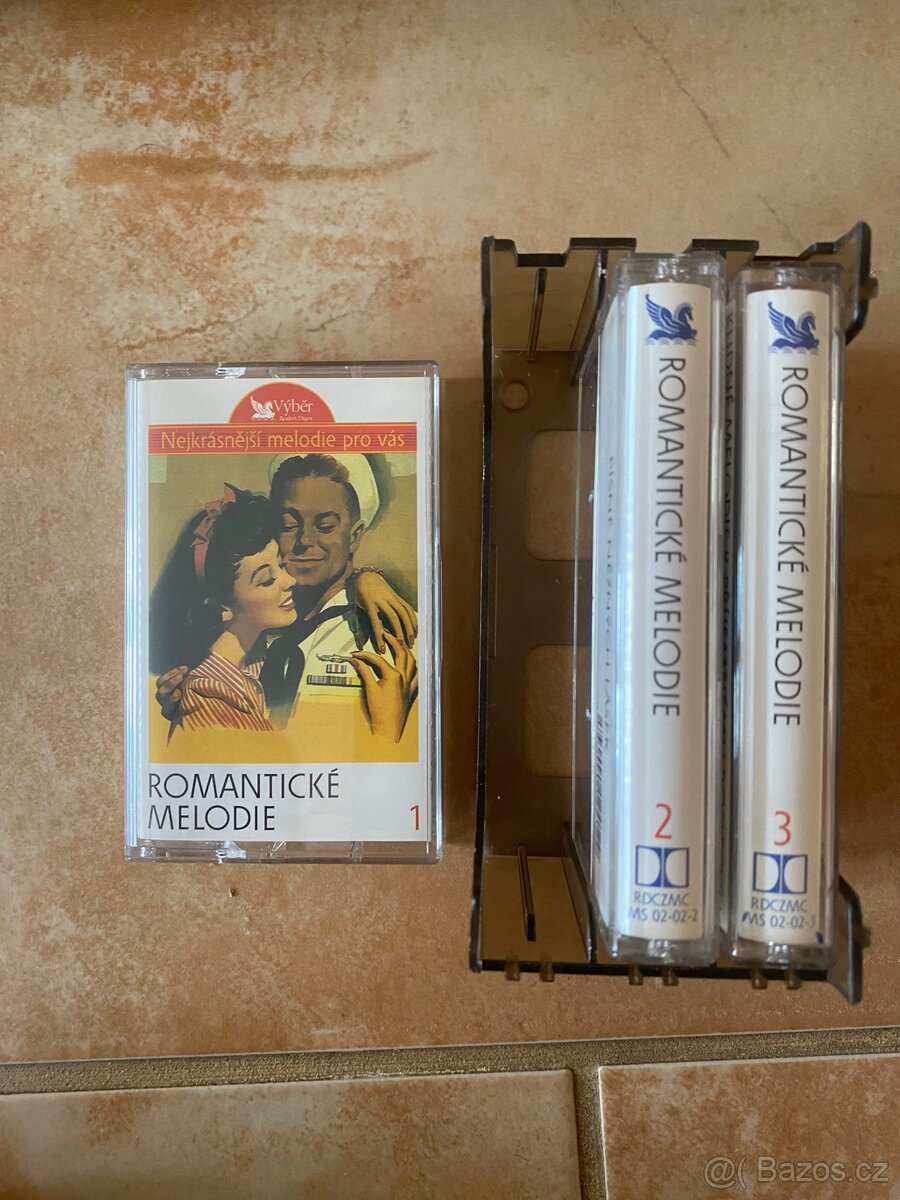 Výběr
Reader's Digest
Nejkrásnější melodie pro vás
ROMANTICKÉ
MELODIE 1
ROMANTICKÉ MELODIE
2
RDCZMC
MS 02-02-2
ROMANTICKÉ MELODIE
3
RDCZMC
MS 02-02-3
@( Bazos.cz